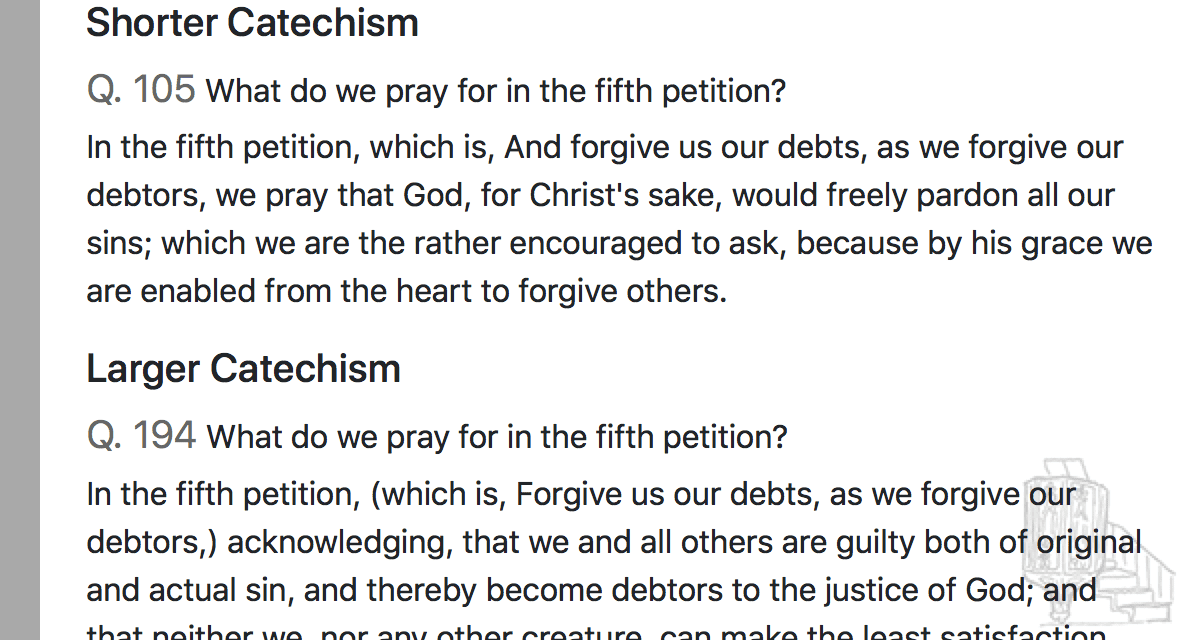 Shorter Catechism
Q. 105 What do we pray for in the fifth petition?
In the fifth petition, which is, And forgive us our debts, as we forgive our
debtors, we pray that God, for Christ's sake, would freely pardon all our
sins; which we are the rather encouraged to ask, because by his grace we
are enabled from the heart to forgive others.
Larger Catechism
Q. 194 What do we pray for in the fifth petition?
In the fifth petition, (which is, Forgive us our debts, as we forgive our
debtors,) acknowledging, that we and all others are guilty both of original
and actual sin, and thereby become debtors to the justice of God; and
that neither we, nor any other creature, can make the least satisfaction